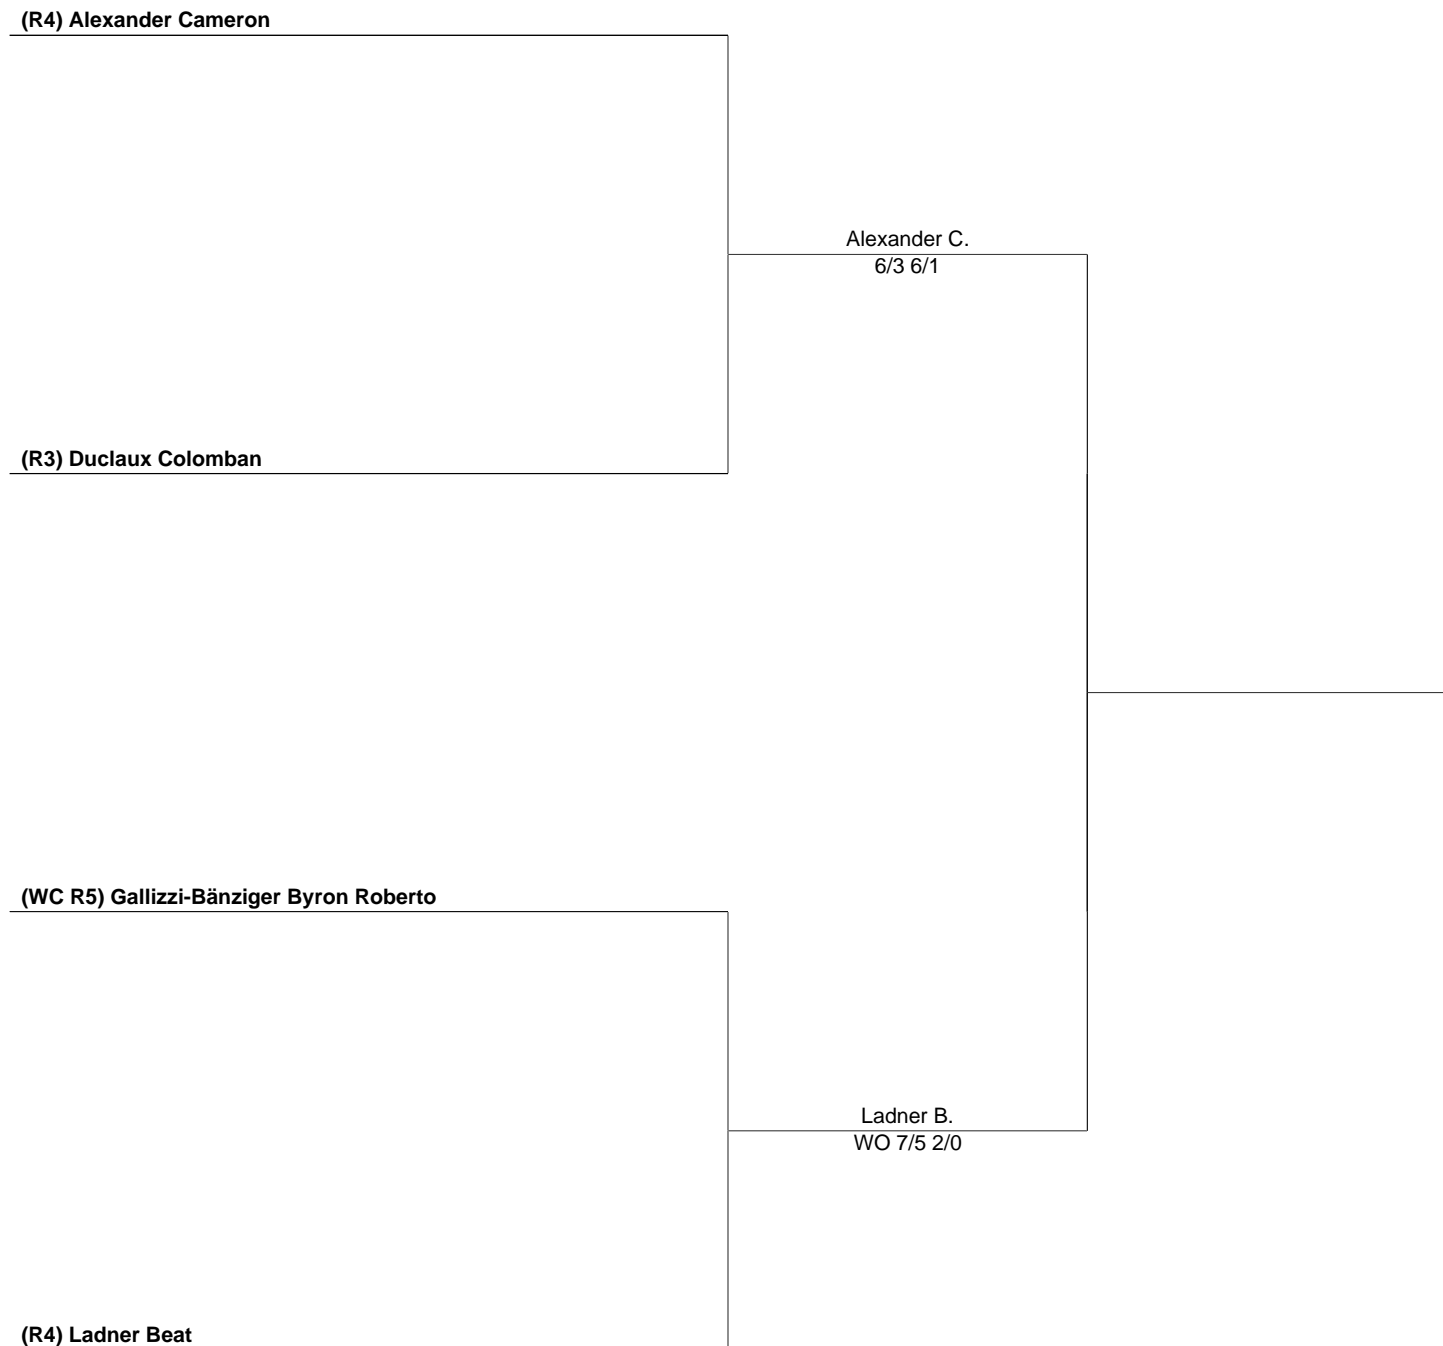 (R4) Alexander Cameron
Alexander C.
6/3 6/1
(R3) Duclaux Colomban
(WC R5) Gallizzi-Bänziger Byron Roberto
Ladner B.
WO 7/5 2/0
(R4) Ladner Beat